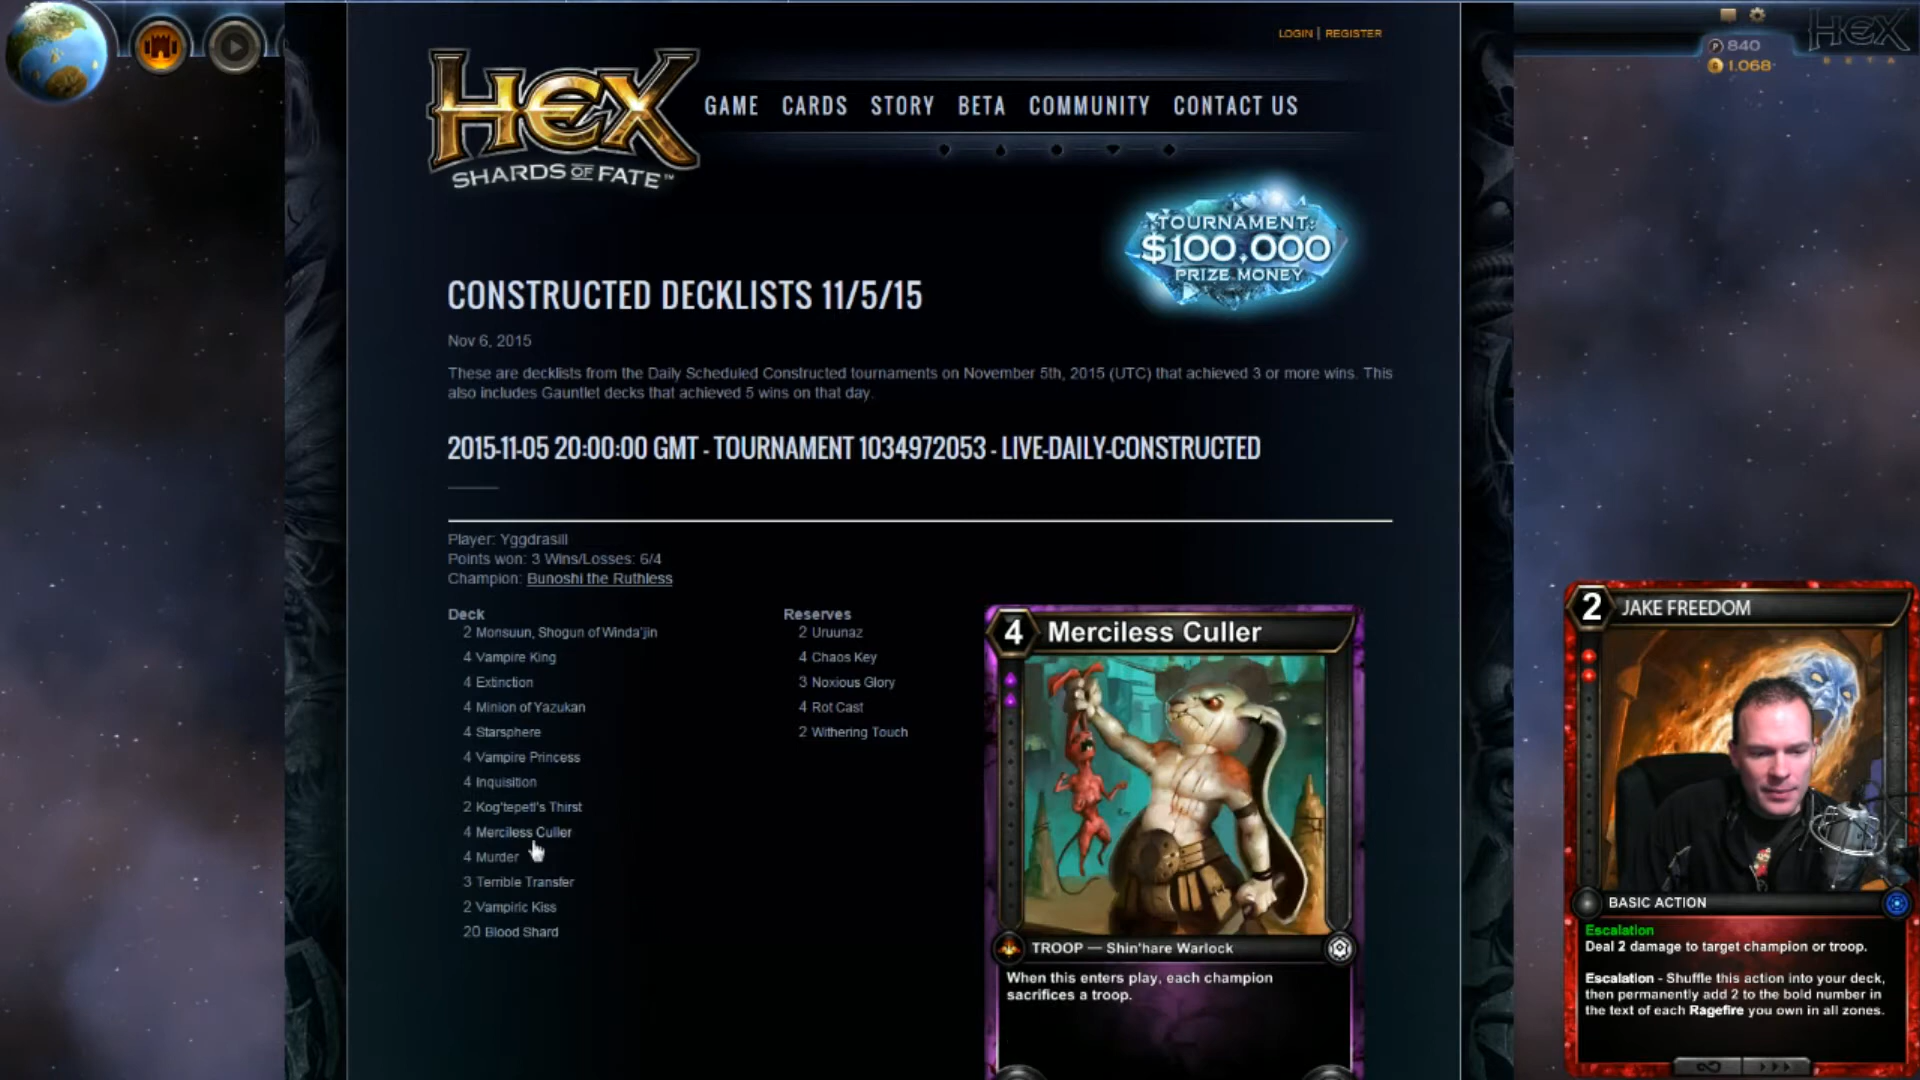 LOGIN | REGISTER
840
1,068
HEX
BETA
HEX
SHARDS OF FATE™
GAME CARDS STORY BETA COMMUNITY CONTACT US
TOURNAMENT:
$100,000
PRIZE MONEY
CONSTRUCTED DECKLISTS 11/5/15
Nov 6, 2015
These are decklists from the Daily Scheduled Constructed tournaments on November 5th, 2015 (UTC) that achieved 3 or more wins. This
also includes Gauntlet decks that achieved 5 wins on that day.
2015-11-05 20:00:00 GMT - TOURNAMENT 1034972053 - LIVE-DAILY-CONSTRUCTED
Player: Yggdrasill
Points won: 3 Wins/Losses: 6/4
Champion: Bunoshi the Ruthless
Deck
2 Monsuun, Shogun of Winda'jin
4 Vampire King
4 Extinction
4 Minion of Yazukan
4 Starsphere
4 Vampire Princess
4 Inquisition
2 Kog'tepetl's Thirst
4 Merciless Culler
4 Murder
3 Terrible Transfer
2 Vampiric Kiss
20 Blood Shard
Reserves
2 Uruunaz
4 Chaos Key
3 Noxious Glory
4 Rot Cast
2 Withering Touch
4 Merciless Culler
TROOP — Shin'hare Warlock
When this enters play, each champion
sacrifices a troop.
2 JAKE FREEDOM
BASIC ACTION
Escalation
Deal 2 damage to target champion or troop.
Escalation - Shuffle this action into your deck,
then permanently add 2 to the bold number in
the text of each Ragefire you own in all zones.